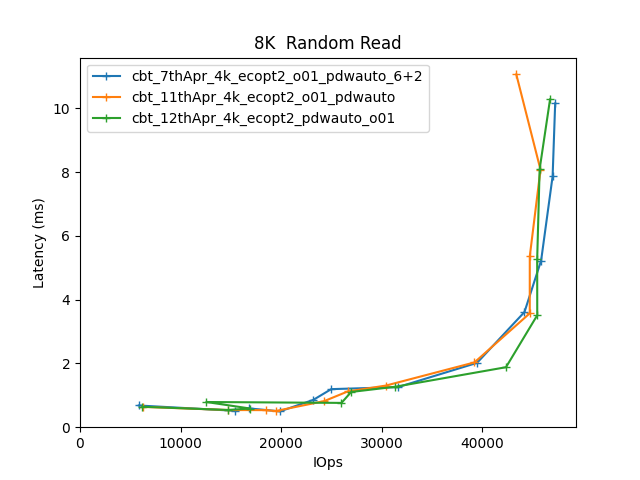 8K  Random Read
cbt_7thApr_4k_ecopt2_o01_pdwauto_6+2
cbt_11thApr_4k_ecopt2_o01_pdwauto
cbt_12thApr_4k_ecopt2_pdwauto_o01
Latency (ms)
10
8
6
4
2
0
0 10000 20000 30000 40000
IOps